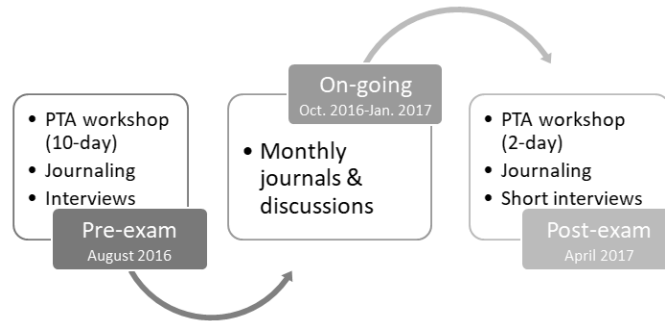 • PTA workshop
(10-day)
• Journaling
• Interviews
Pre-exam
August 2016
On-going
Oct. 2016-Jan. 2017
• Monthly
journals &
discussions
• PTA workshop
(2-day)
• Journaling
• Short interviews
Post-exam
April 2017